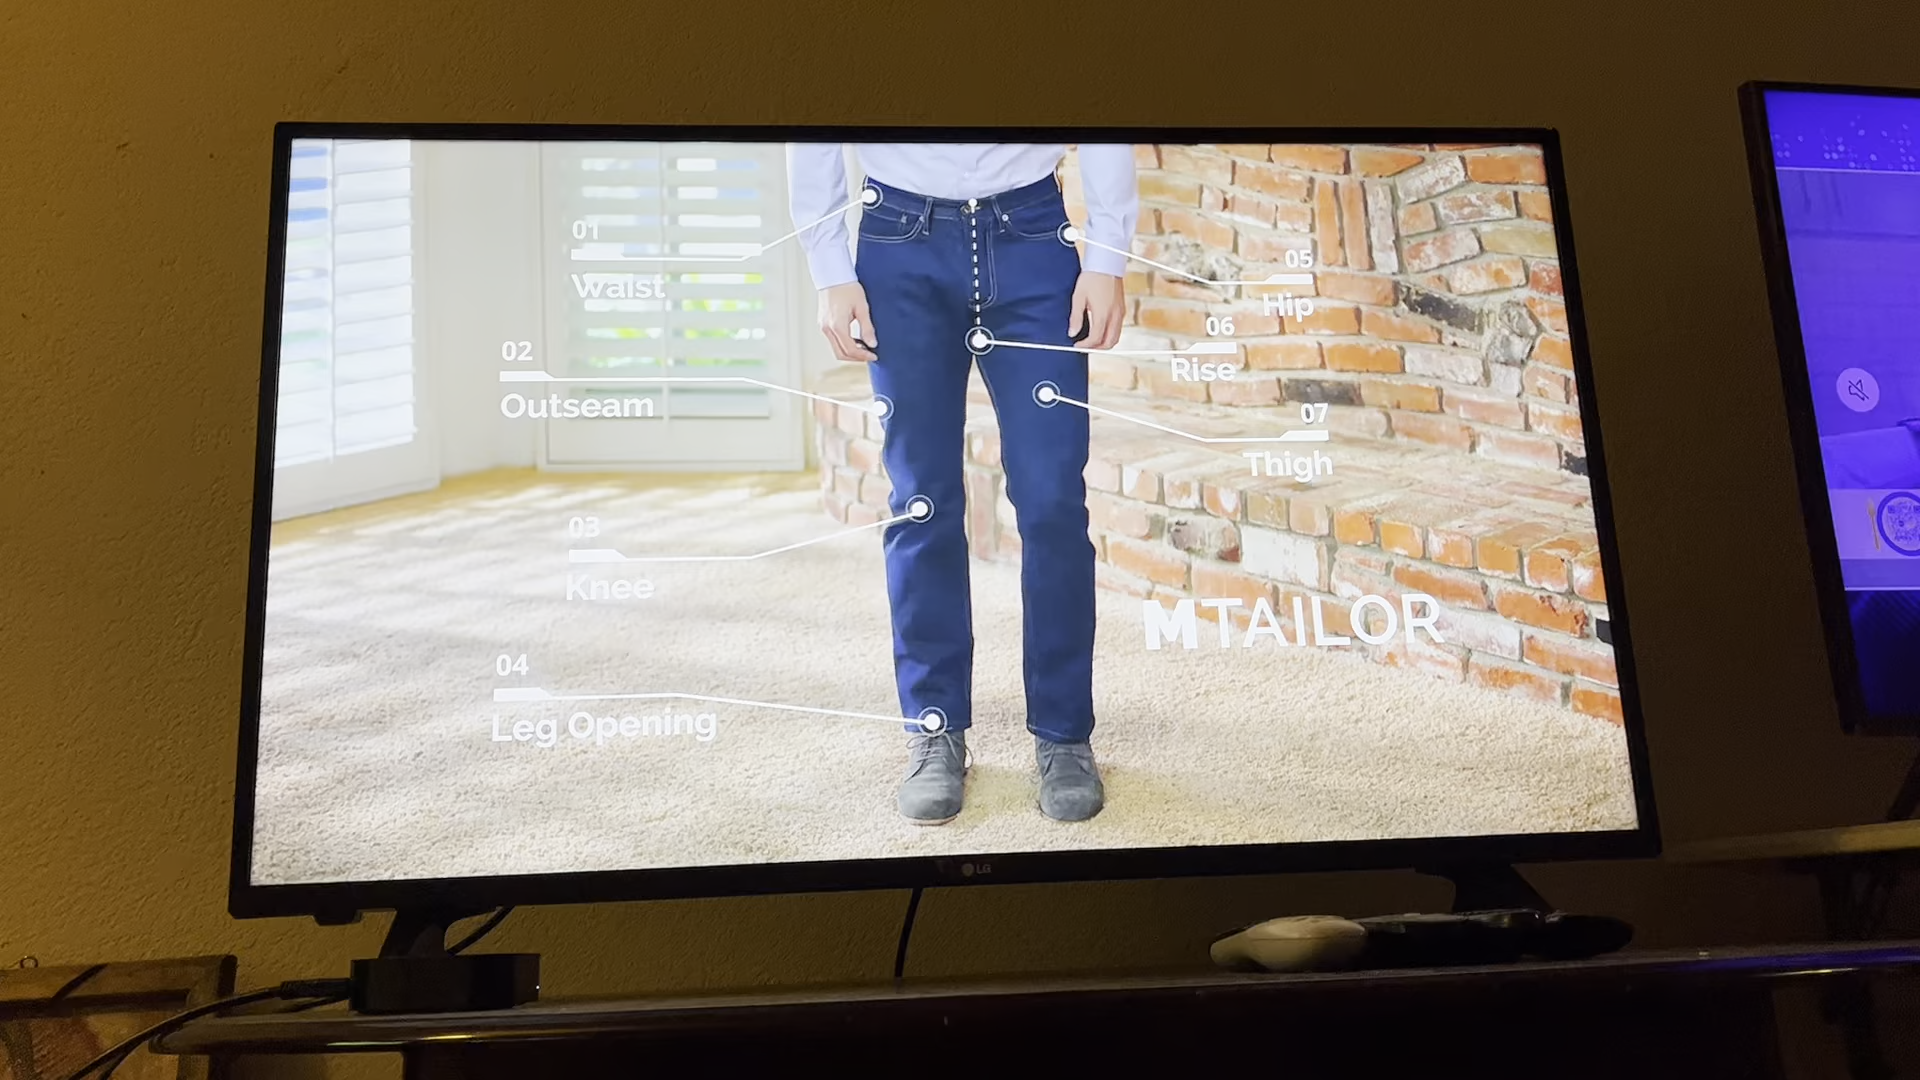 01
Waist
02
Outseam
03
Knee
04
Leg Opening
05
Hip
06
Rise
07
Thigh
MTAILOR
LG